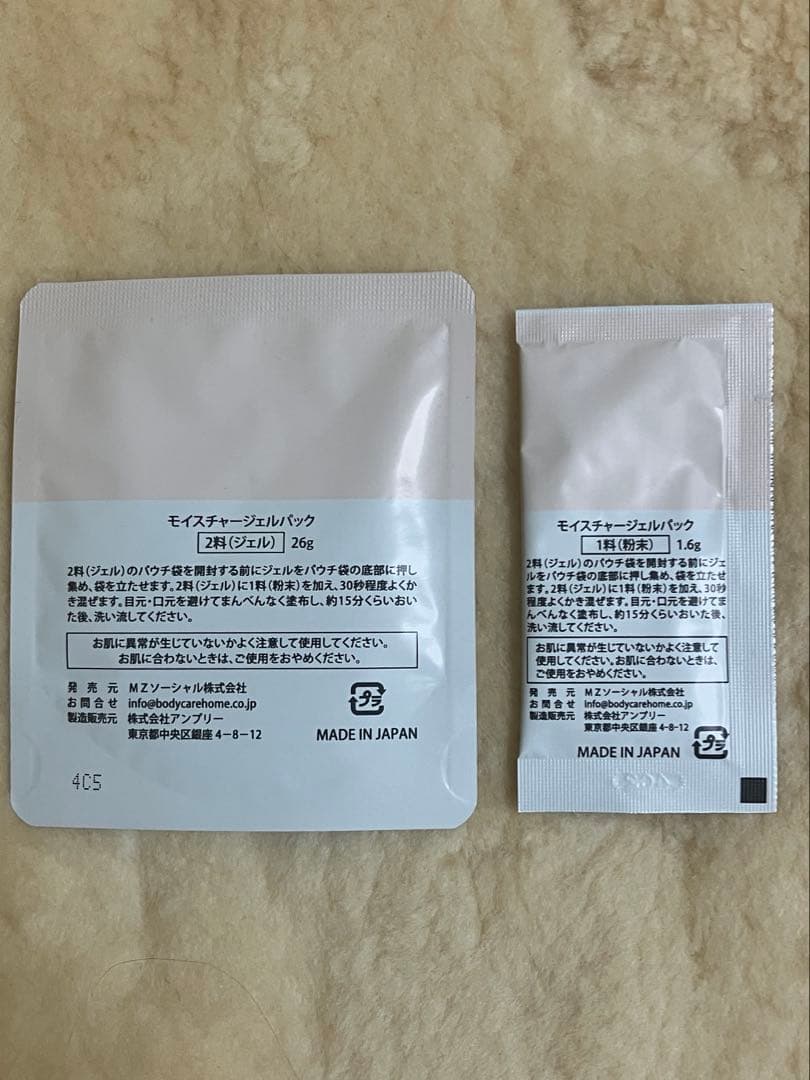 モイスチャージェルパック
2料(ジェル) 26g
2料(ジェル)のパウチ袋を開封する前にジェルをパウチ袋の底部に押し
集め、袋を立たせます。2料(ジェル)に1料(粉末)を加え、30秒程度よくか
き混ぜます。目元・口元を避けてまんべんなく塗布し、約15分くらいおい
た後、洗い流してください。
お肌に異常が生じていないかよく注意して使用してください。
お肌に合わないときは、ご使用をおやめください。
発売元 MZソーシャル株式会社
お問合せ info@bodycarehome.co.jp
製造販売元 株式会社アンプリー
東京都中央区銀座4-8-12
プラ
MADE IN JAPAN
4C5
モイスチャージェルパック
1料(粉末) 1.6g
2料(ジェル)のパウチ袋を開封する前にジェ
ルをパウチ袋の底部に押し集め、袋を立たせ
ます。2料(ジェル)に1料(粉末)を加え、30秒
程度よくかき混ぜます。目元・口元を避けてま
んべんなく塗布し、約15分くらいおいた後、
洗い流してください。
お肌に異常が生じていないかよく注意して
使用してください。お肌に合わないときは、
ご使用をおやめください。
発売元 MZソーシャル株式会社
お問合せ info@bodycarehome.co.jp
製造販売元 株式会社アンプリー
東京都中央区銀座4-8-12
MADE IN JAPAN
プラ